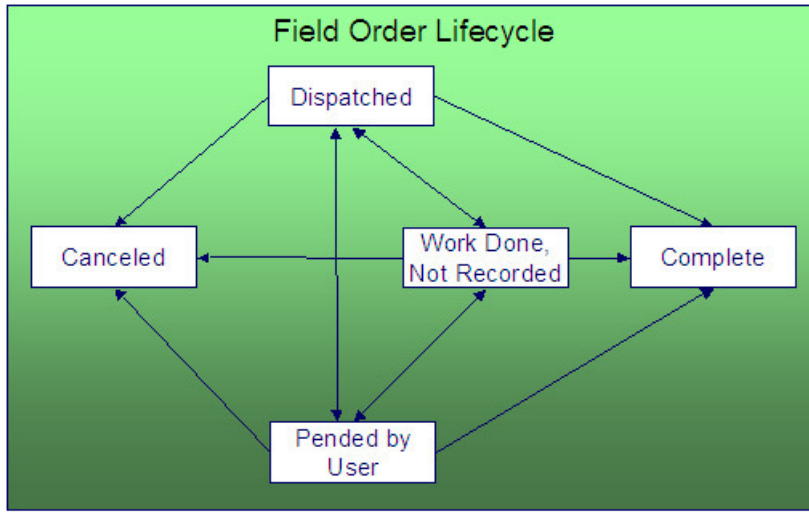 Field Order Lifecycle
Dispatched
Canceled
Work Done,
Not Recorded
Complete
Pended by
User